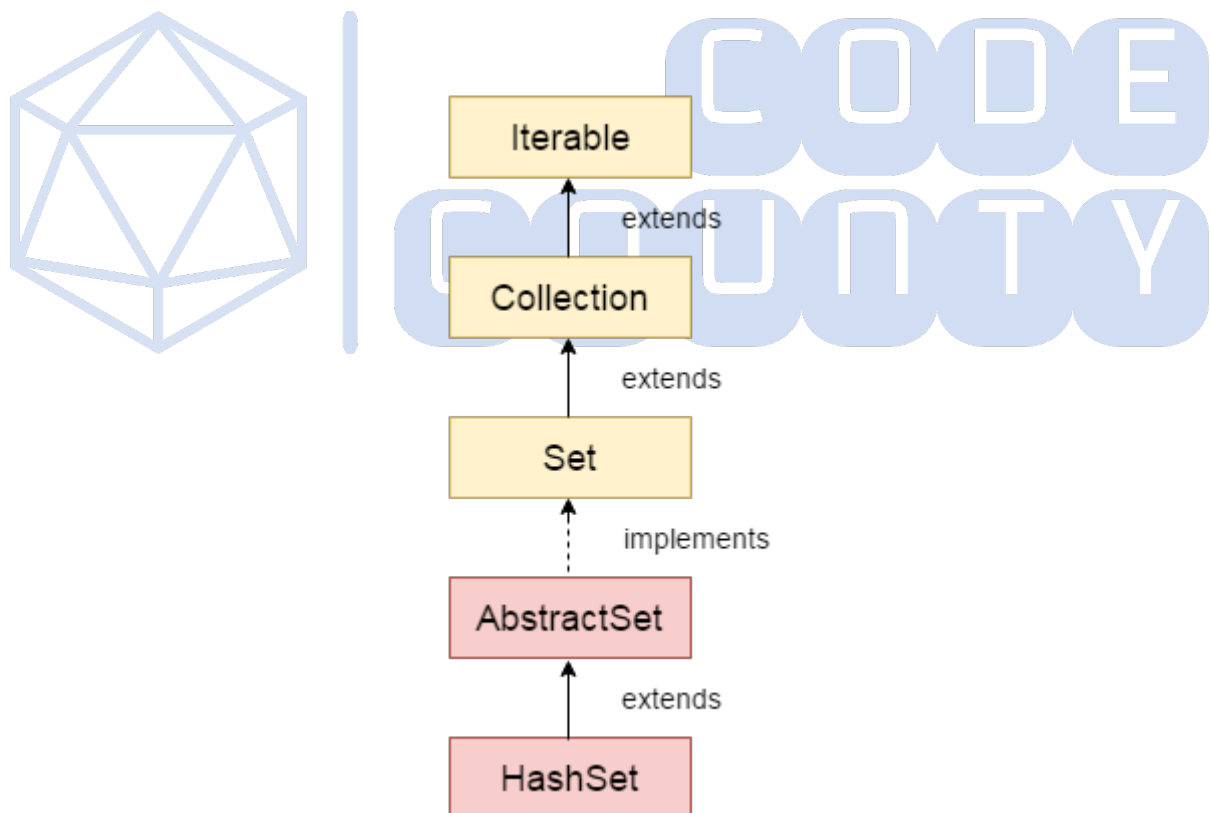 CODE
COUNTY
Iterable
extends
Collection
extends
Set
implements
AbstractSet
extends
HashSet